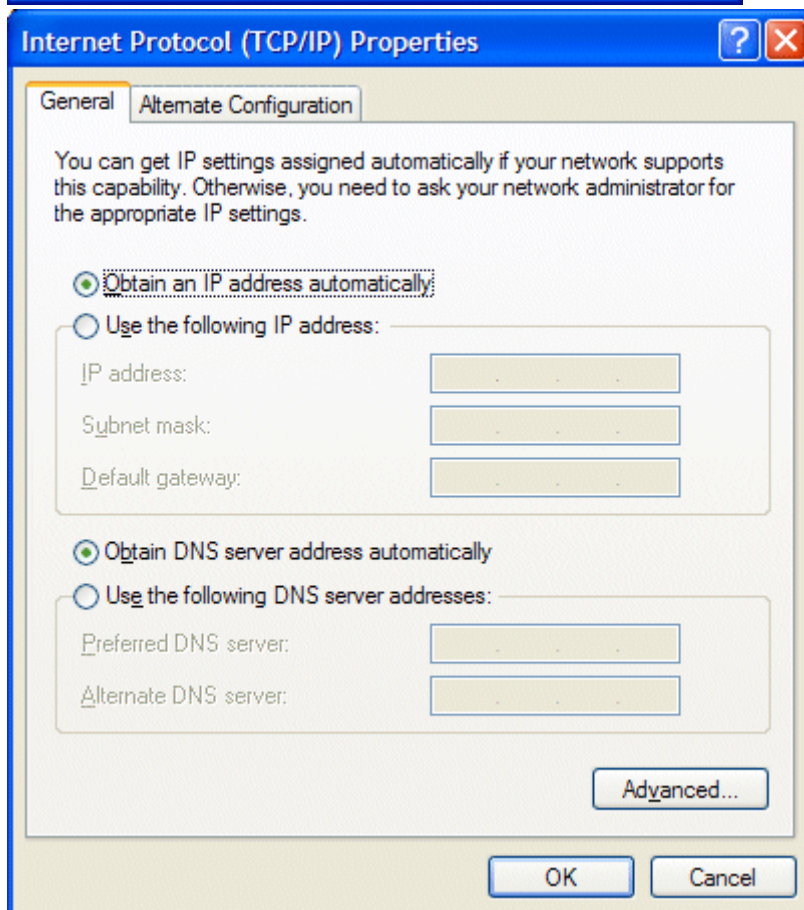 Internet Protocol (TCP/IP) Properties
General
Alternate Configuration
You can get IP settings assigned automatically if your network supports
this capability. Otherwise, you need to ask your network administrator for
the appropriate IP settings.
Obtain an IP address automatically
Use the following IP address:
IP address:
Subnet mask:
Default gateway:
Obtain DNS server address automatically
Use the following DNS server addresses:
Preferred DNS server:
Alternate DNS server:
Advanced...
OK
Cancel